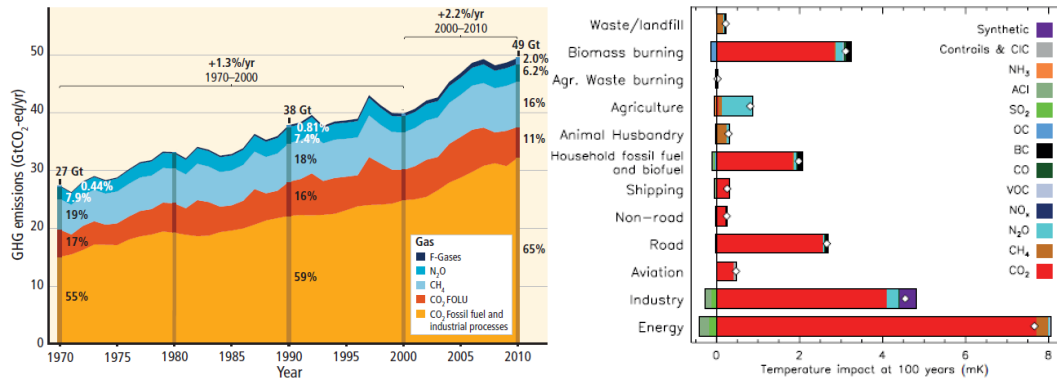 +2.2%/yr
2000–2010
+1.3%/yr
1970–2000
49 Gt
2.0%
6.2%
16%
11%
65%
38 Gt
0.81%
7.4%
18%
16%
59%
27 Gt
0.44%
7.9%
19%
17%
55%
GHG emissions (GtCO₂-eq/yr)
50
40
30
20
10
0
Gas
F-Gases
N₂O
CH₄
CO₂ FOLU
CO₂ Fossil fuel and
industrial processes
1970
1975
1980
1985
1990
1995
2000
2005
2010
Year
Waste/landfill
Biomass burning
Agr. Waste burning
Agriculture
Animal Husbandry
Household fossil fuel
and biofuel
Shipping
Non-road
Road
Aviation
Industry
Energy
Synthetic
Contrails & CIC
NH₃
ACI
SO₂
OC
BC
CO
VOC
NOₓ
N₂O
CH₄
CO₂
0
2
4
6
8
Temperature impact at 100 years (mK)